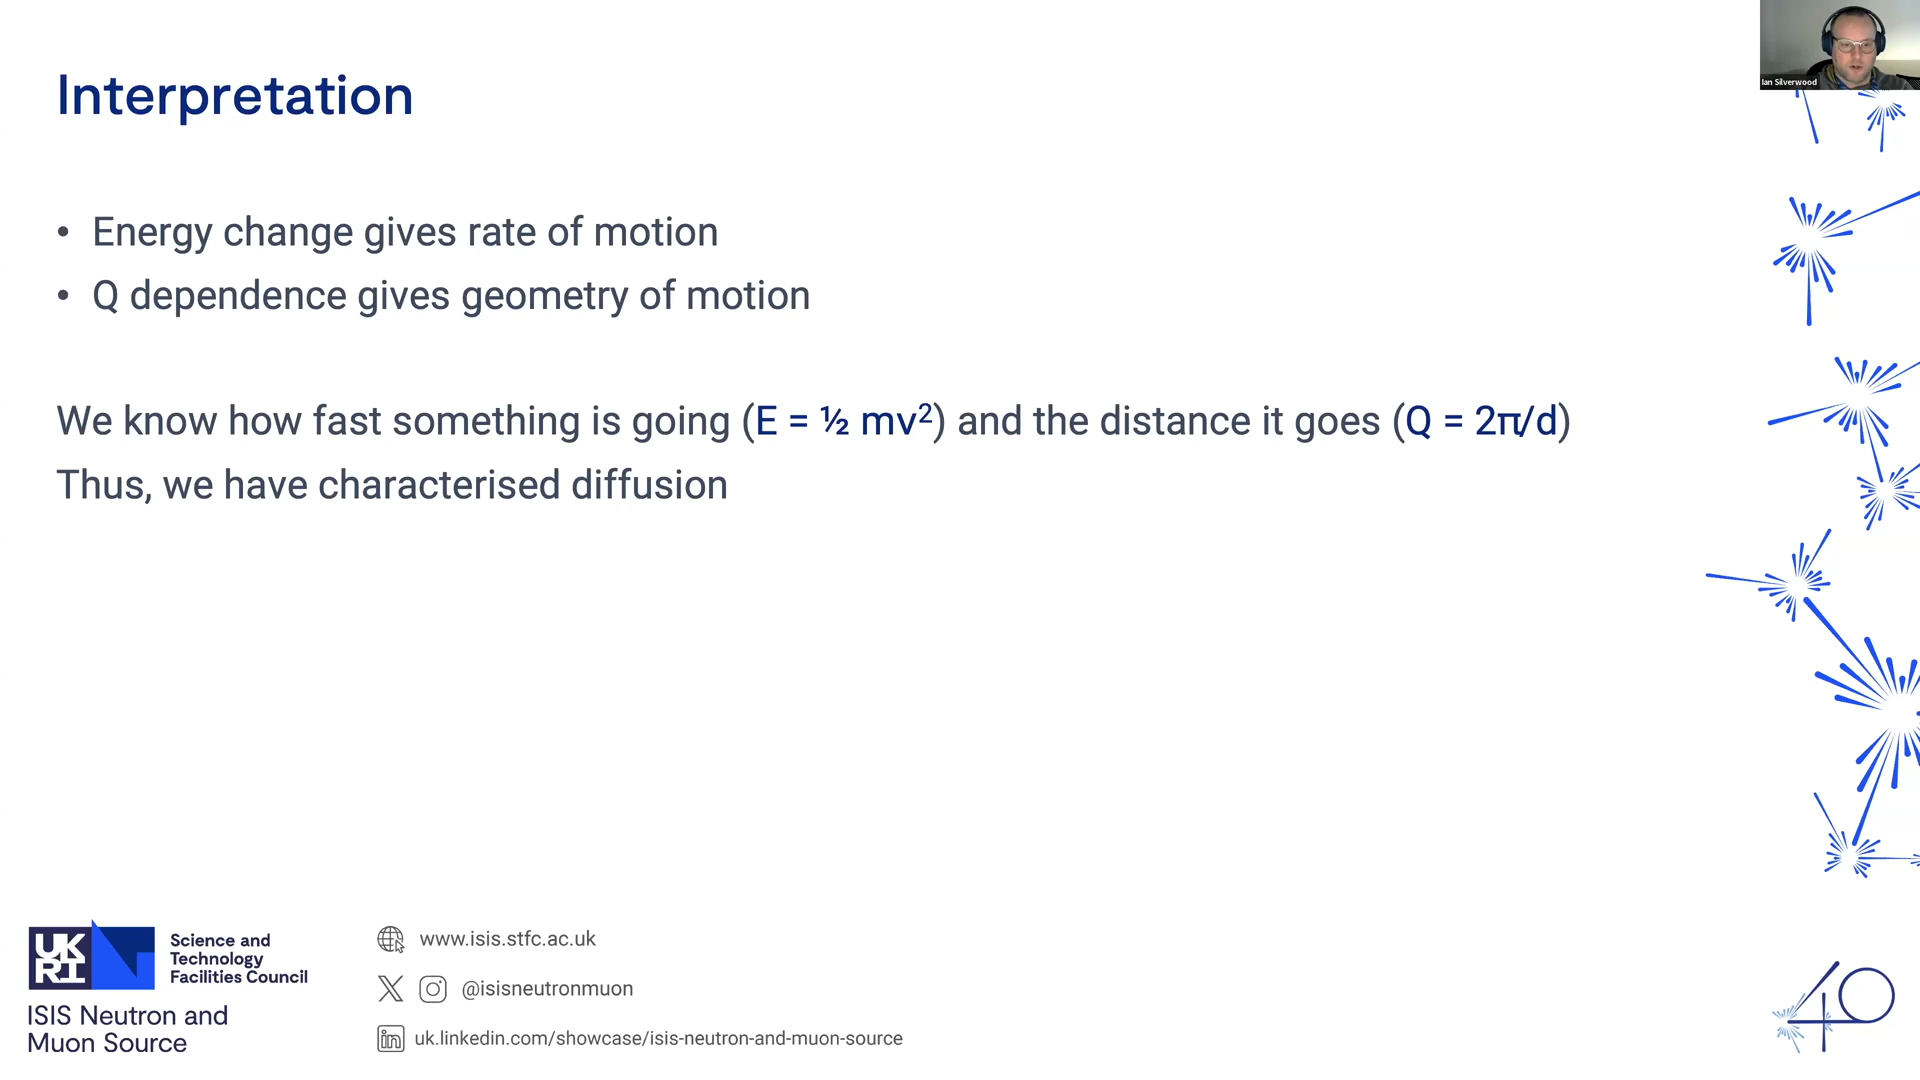 Interpretation
Ian Silverwood
• Energy change gives rate of motion
• Q dependence gives geometry of motion
We know how fast something is going (E = ½ mv²) and the distance it goes (Q = 2π/d)
Thus, we have characterised diffusion
UK
RI
Science and
Technology
Facilities Council
ISIS Neutron and
Muon Source
www.isis.stfc.ac.uk
@isisneutronmuon
uk.linkedin.com/showcase/isis-neutron-and-muon-source
40